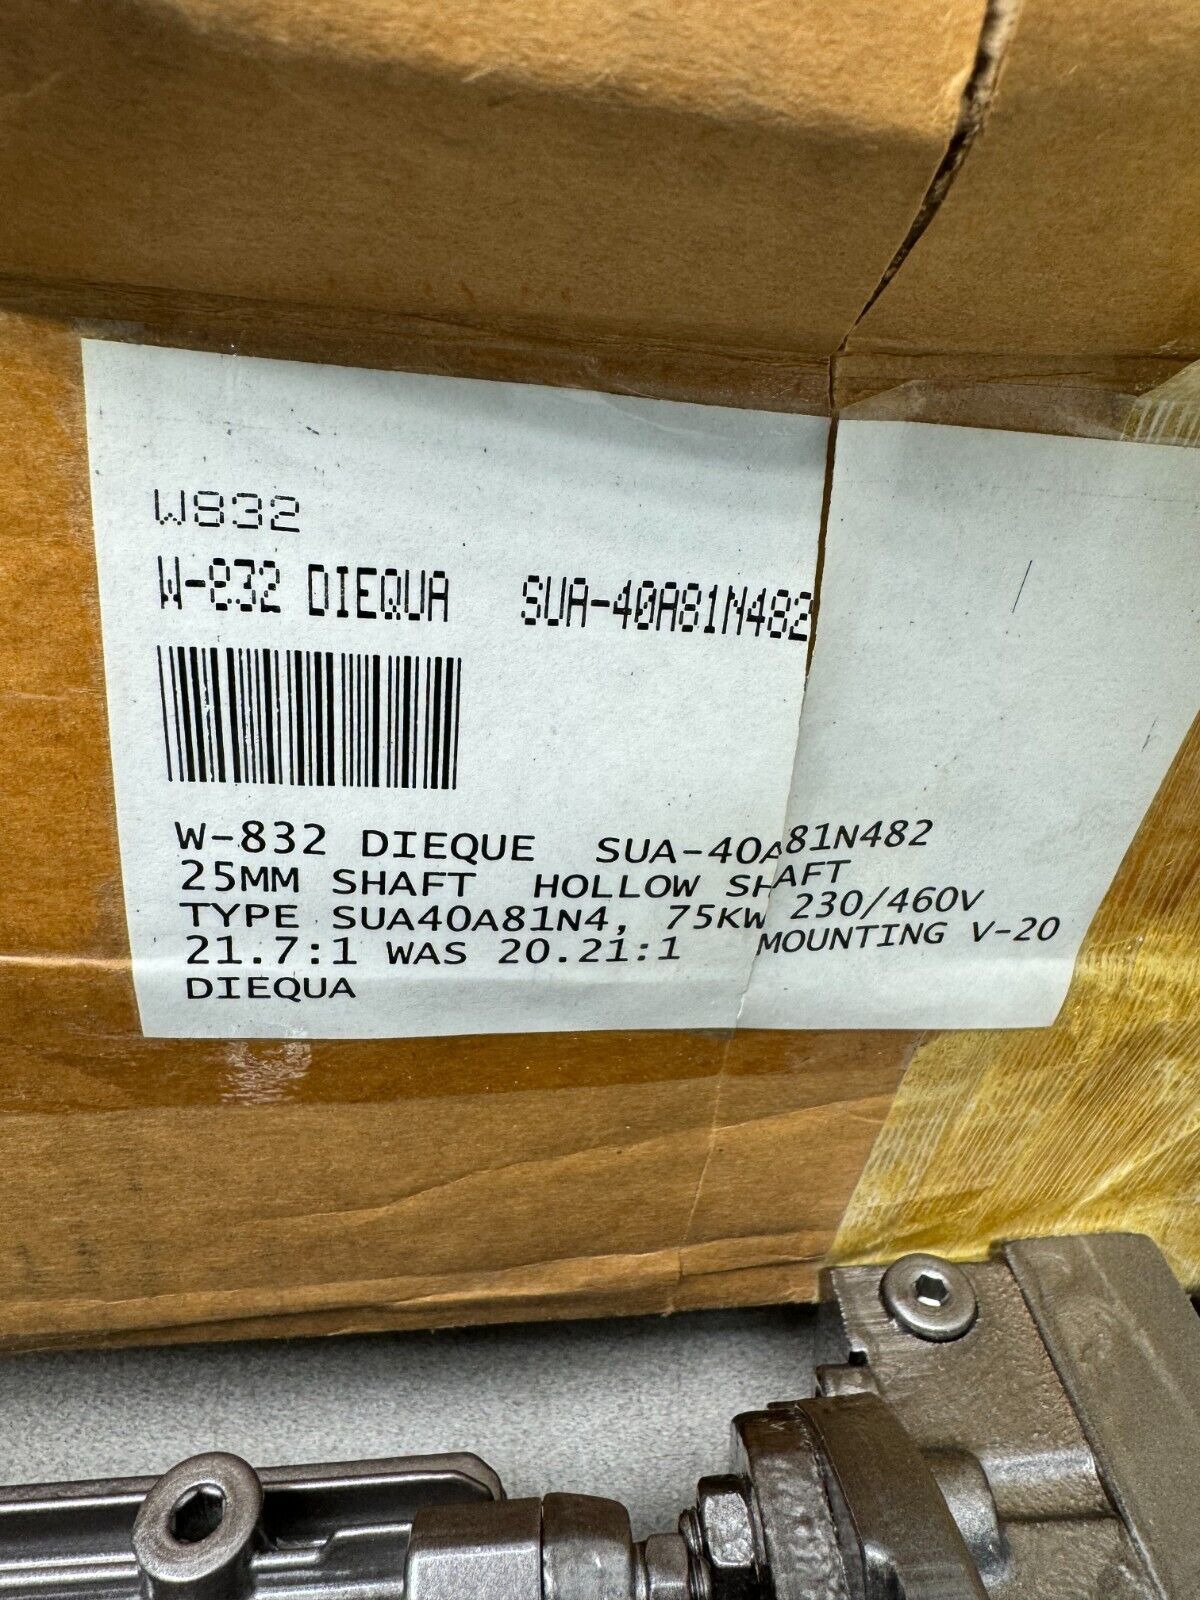 W832
W-832 DIEQUA SUA-40A81N482
W-832 DIEQUE SUA-40A81N482
25MM SHAFT HOLLOW SHAFT
TYPE SUA40A81N4, 75KW 230/460V
21.7:1 WAS 20.21:1 MOUNTING V-20
DIEQUA